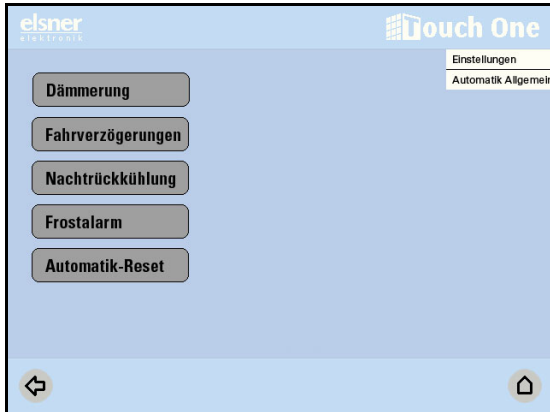 elsner
elektronik
Touch One
Einstellungen
Automatik Allgemein
Dämmerung
Fahrverzögerungen
Nachtrückkühlung
Frostalarm
Automatik-Reset